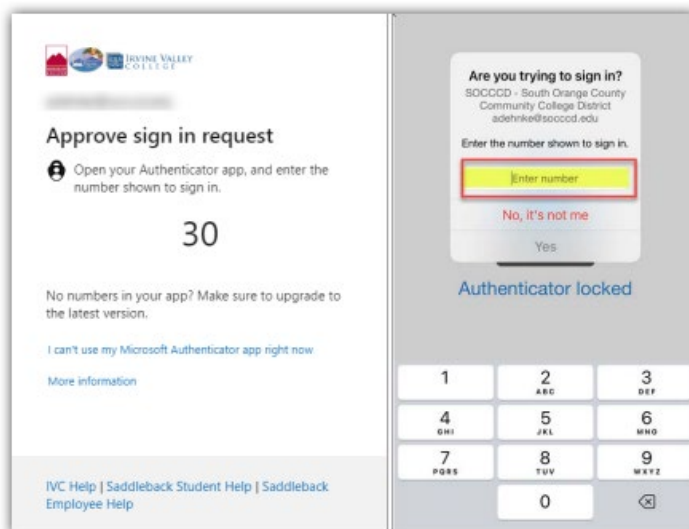 IRVINE VALLEY
COLLEGE
Approve sign in request
Open your Authenticator app, and enter the
number shown to sign in.
30
No numbers in your app? Make sure to upgrade to
the latest version.
I can't use my Microsoft Authenticator app right now
More information
IVC Help | Saddleback Student Help | Saddleback
Employee Help
Are you trying to sign in?
SOCCCD - South Orange County
Community College District
adehnke@socccd.edu
Enter the number shown to sign in.
Enter number
No, it's not me
Yes
Authenticator locked
1 2 3
ABC DEF
4 5 6
GHI JKL MNO
7 8 9
PQRS TUV WXYZ
0